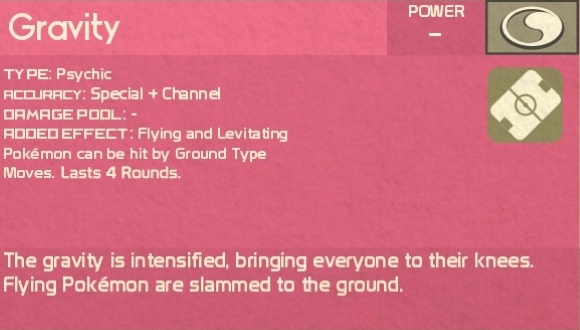 Gravity
POWER
–
TYPE: Psychic
ACCURACY: Special + Channel
DAMAGE POOL: -
ADDED EFFECT: Flying and Levitating
Pokémon can be hit by Ground Type
Moves. Lasts 4 Rounds.
The gravity is intensified, bringing everyone to their knees.
Flying Pokémon are slammed to the ground.